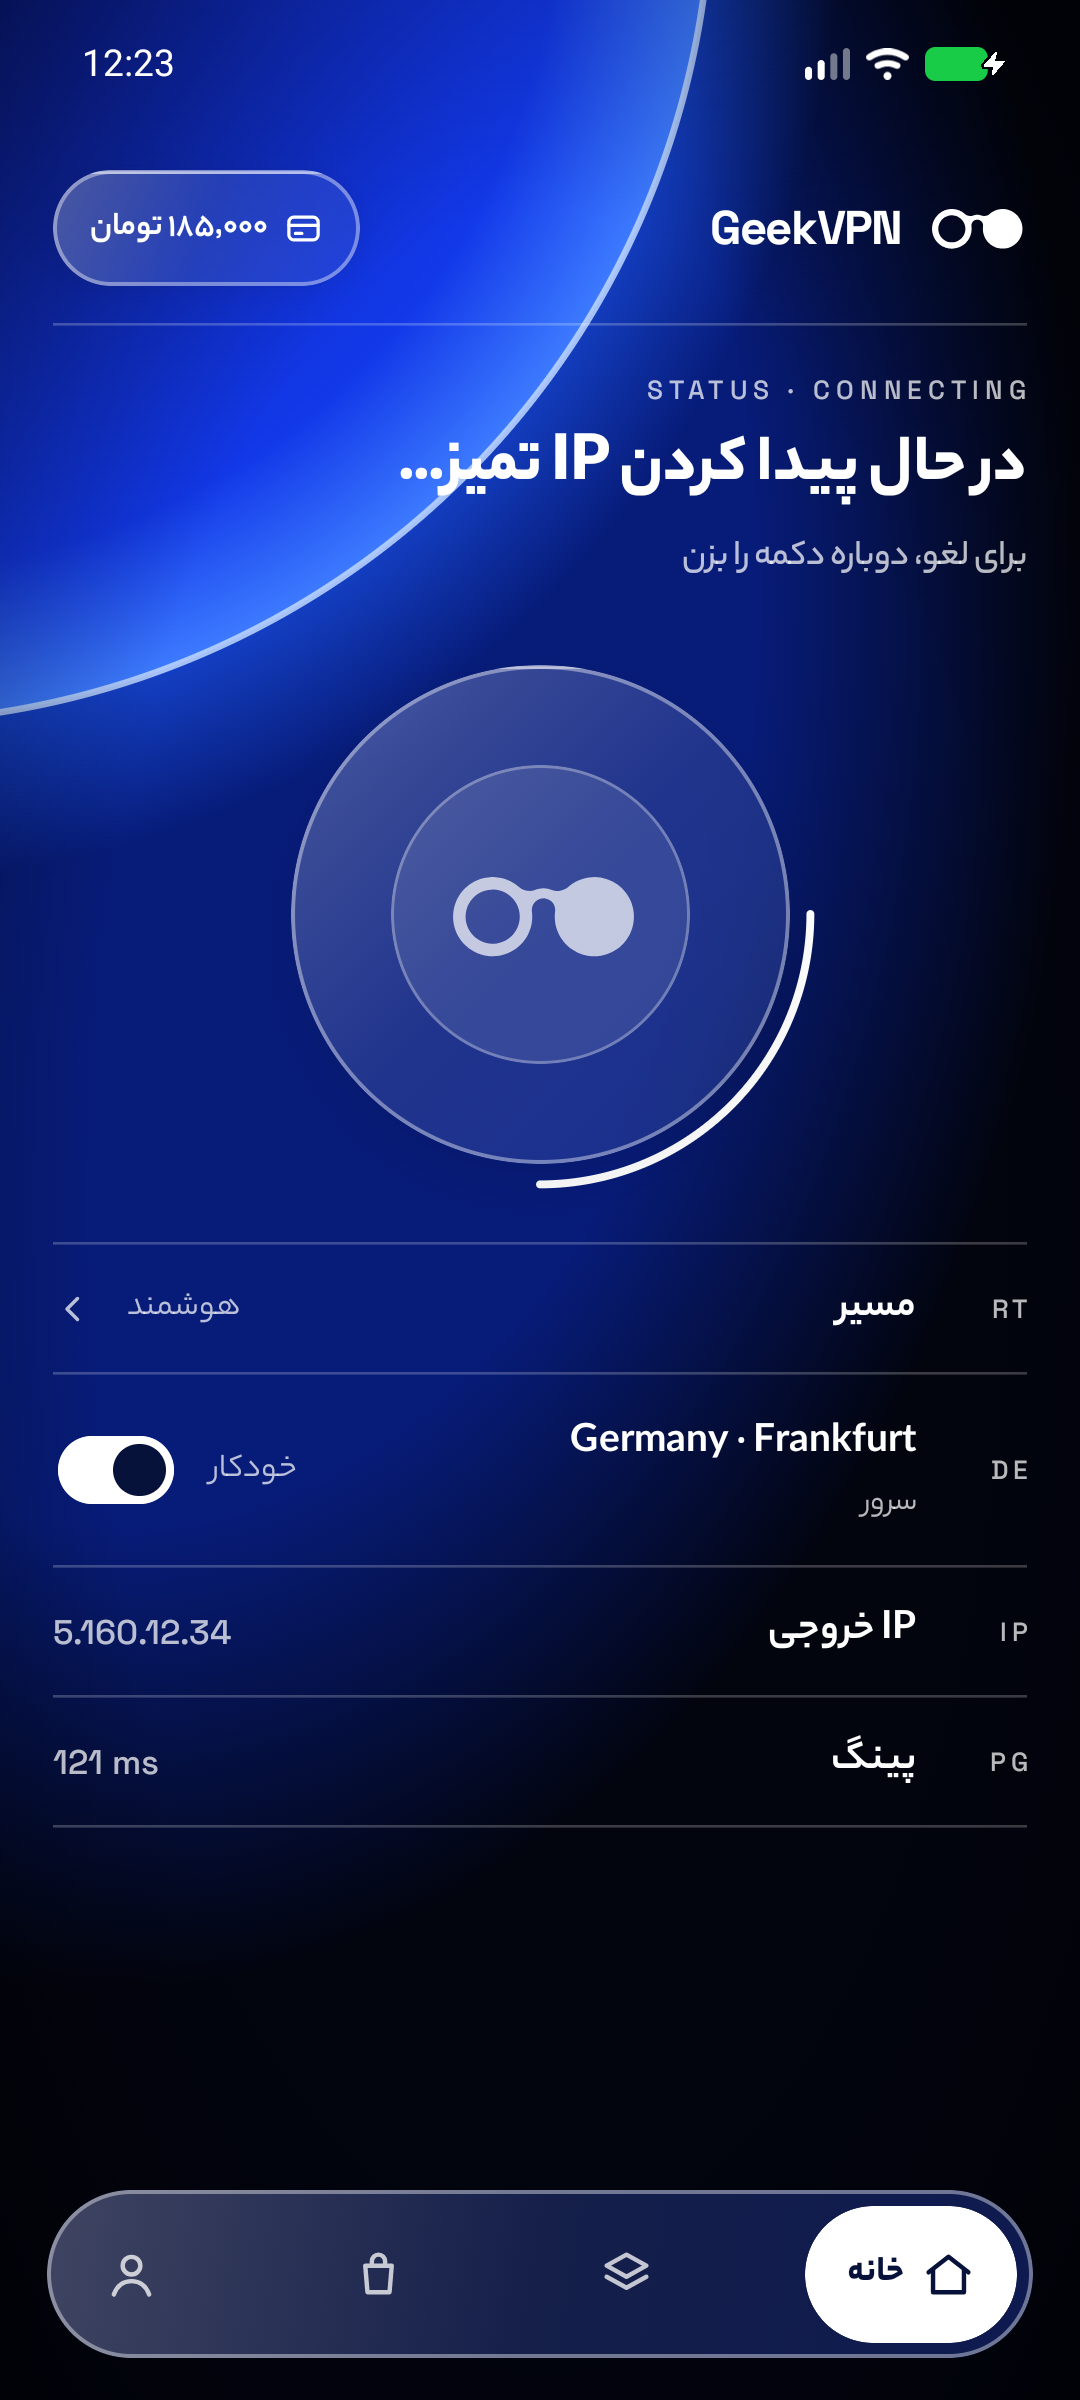 12:23
GeekVPN
۱۸۵,۰۰۰ تومان
STATUS · CONNECTING
در حال پیدا کردن IP تمیز...
برای لغو، دوباره دکمه را بزن
RT مسیر هوشمند
DE Germany · Frankfurt خودکار
سرور
IP IP خروجی 5.160.12.34
PG پینگ 121 ms
خانه